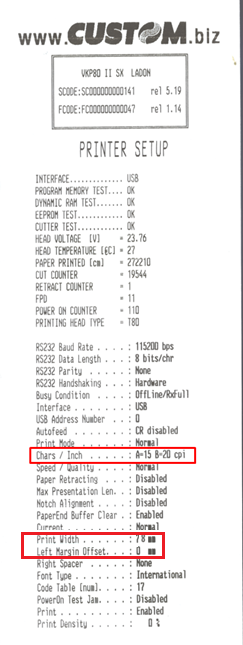 www.CUSTOM.biz
VKP80 II SX LADON
SCODE:SC000000000141 rel 5.19
FCODE:FC000000000047 rel 1.14
PRINTER SETUP
INTERFACE............. USB
PROGRAM MEMORY TEST.... OK
DYNAMIC RAM TEST....... OK
EEPROM TEST............ OK
CUTTER TEST............ OK
HEAD VOLTAGE [V] = 23.76
HEAD TEMPERATURE [£C] = 27
PAPER PRINTED [cm] = 272210
CUT COUNTER = 19544
RETRACT COUNTER = 1
FPD = 11
POWER ON COUNTER = 110
PRINTING HEAD TYPE = T80
RS232 Baud Rate . . . . : 115200 bps
RS232 Data Length . . . : 8 bits/chr
RS232 Parity . . . . . : None
RS232 Handshaking . . . : Hardware
Busy Condition . . . . : OffLine/RxFull
Interface . . . . . . . : USB
USB Address Number . . : 0
Autofeed . . . . . . . : CR disabled
Print Mode . . . . . . : Normal
Chars / Inch . . . . . : A=15 B=20 cpi
Speed / Quality . . . . : Normal
Paper Retracting . . . : Disabled
Max Presentation Len. . : Disabled
Notch Alignment . . . . : Disabled
PaperEnd Buffer Clear . : Enabled
Current . . . . . . . . : Normal
Print Width . . . . . . : 78 mm
Left Margin Offset. . . : 0 mm
Right Spacer . . . . . : None
Font Type . . . . . . . : International
Code Table [num]. . . . : 17
PowerOn Test Jam. . . . : Disabled
Print . . . . . . . . . : Enabled
Print Density . . . . . : 0 %